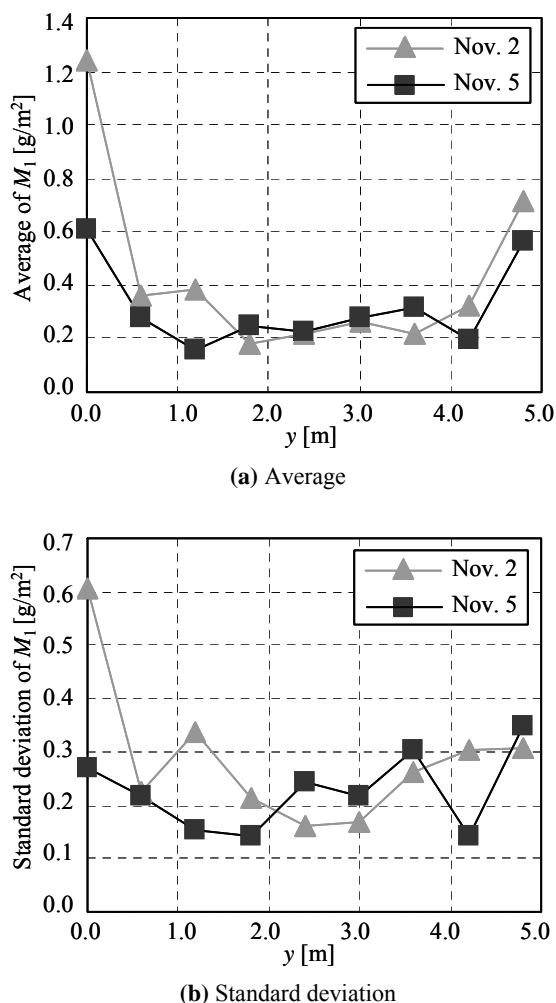 1.4
1.2
1.0
0.8
0.6
0.4
0.2
0.0
Average of M₁ [g/m²]
Nov. 2
Nov. 5
0.0 1.0 2.0 3.0 4.0 5.0
y [m]
(a) Average
0.7
0.6
0.5
0.4
0.3
0.2
0.1
0.0
Standard deviation of M₁ [g/m²]
Nov. 2
Nov. 5
0.0 1.0 2.0 3.0 4.0 5.0
y [m]
(b) Standard deviation